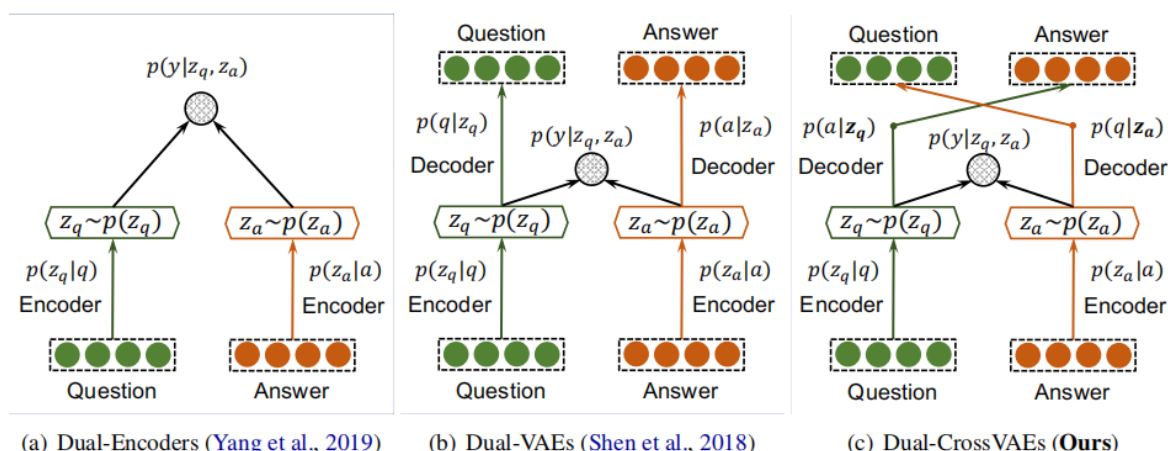 p(y|z_q, z_a)
z_q~p(z_q)
z_a~p(z_a)
p(z_q|q)
Encoder
p(z_a|a)
Encoder
Question
Answer
(a) Dual-Encoders (Yang et al., 2019)
Question
Answer
p(q|z_q)
Decoder
p(y|z_q, z_a)
p(a|z_a)
Decoder
z_q~p(z_q)
z_a~p(z_a)
p(z_q|q)
Encoder
p(z_a|a)
Encoder
Question
Answer
(b) Dual-VAEs (Shen et al., 2018)
Question
Answer
p(a|z_q)
Decoder
p(y|z_q, z_a)
p(q|z_a)
Decoder
z_q~p(z_q)
z_a~p(z_a)
p(z_q|q)
Encoder
p(z_a|a)
Encoder
Question
Answer
(c) Dual-CrossVAEs (Ours)